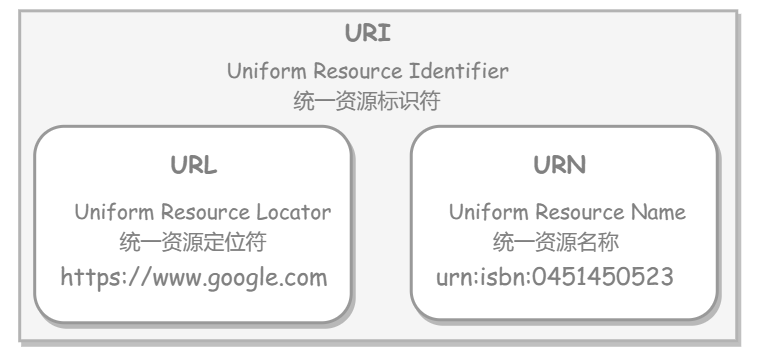 URI
Uniform Resource Identifier
统一资源标识符
URL
Uniform Resource Locator
统一资源定位符
https://www.google.com
URN
Uniform Resource Name
统一资源名称
urn:isbn:0451450523